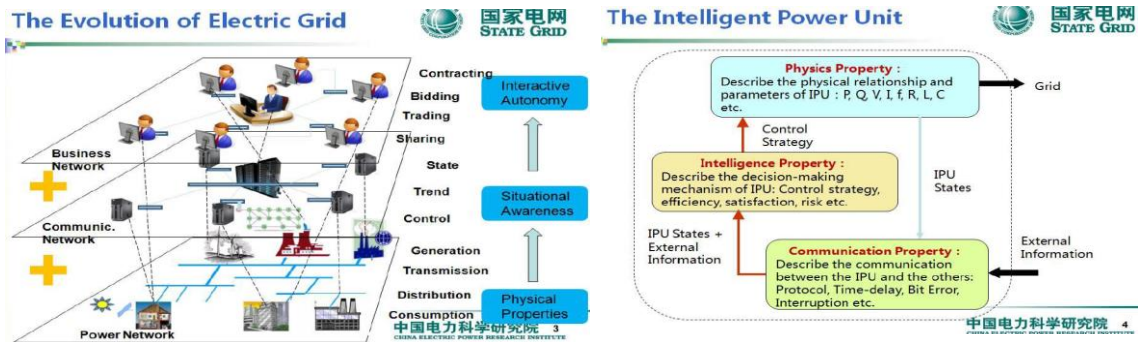 The Evolution of Electric Grid
国家电网
STATE GRID
Contracting
Bidding
Trading
Sharing
State
Trend
Control
Generation
Transmission
Distribution
Consumption
Business
Network
Communic.
Network
Power Network
Interactive
Autonomy
Situational
Awareness
Physical
Properties
中国电力科学研究院 3
CHINA ELECTRIC POWER RESEARCH INSTITUTE
The Intelligent Power Unit
国家电网
STATE GRID
Physics Property :
Describe the physical relationship and
parameters of IPU : P, Q, V, I, f, R, L, C
etc.
Grid
Control
Strategy
Intelligence Property :
Describe the decision-making
mechanism of IPU: Control strategy,
efficiency, satisfaction, risk etc.
IPU
States
IPU States +
External
Information
Communication Property :
Describe the communication
between the IPU and the others:
Protocol, Time-delay, Bit Error,
Interruption etc.
External
Information
中国电力科学研究院 4
CHINA ELECTRIC POWER RESEARCH INSTITUTE